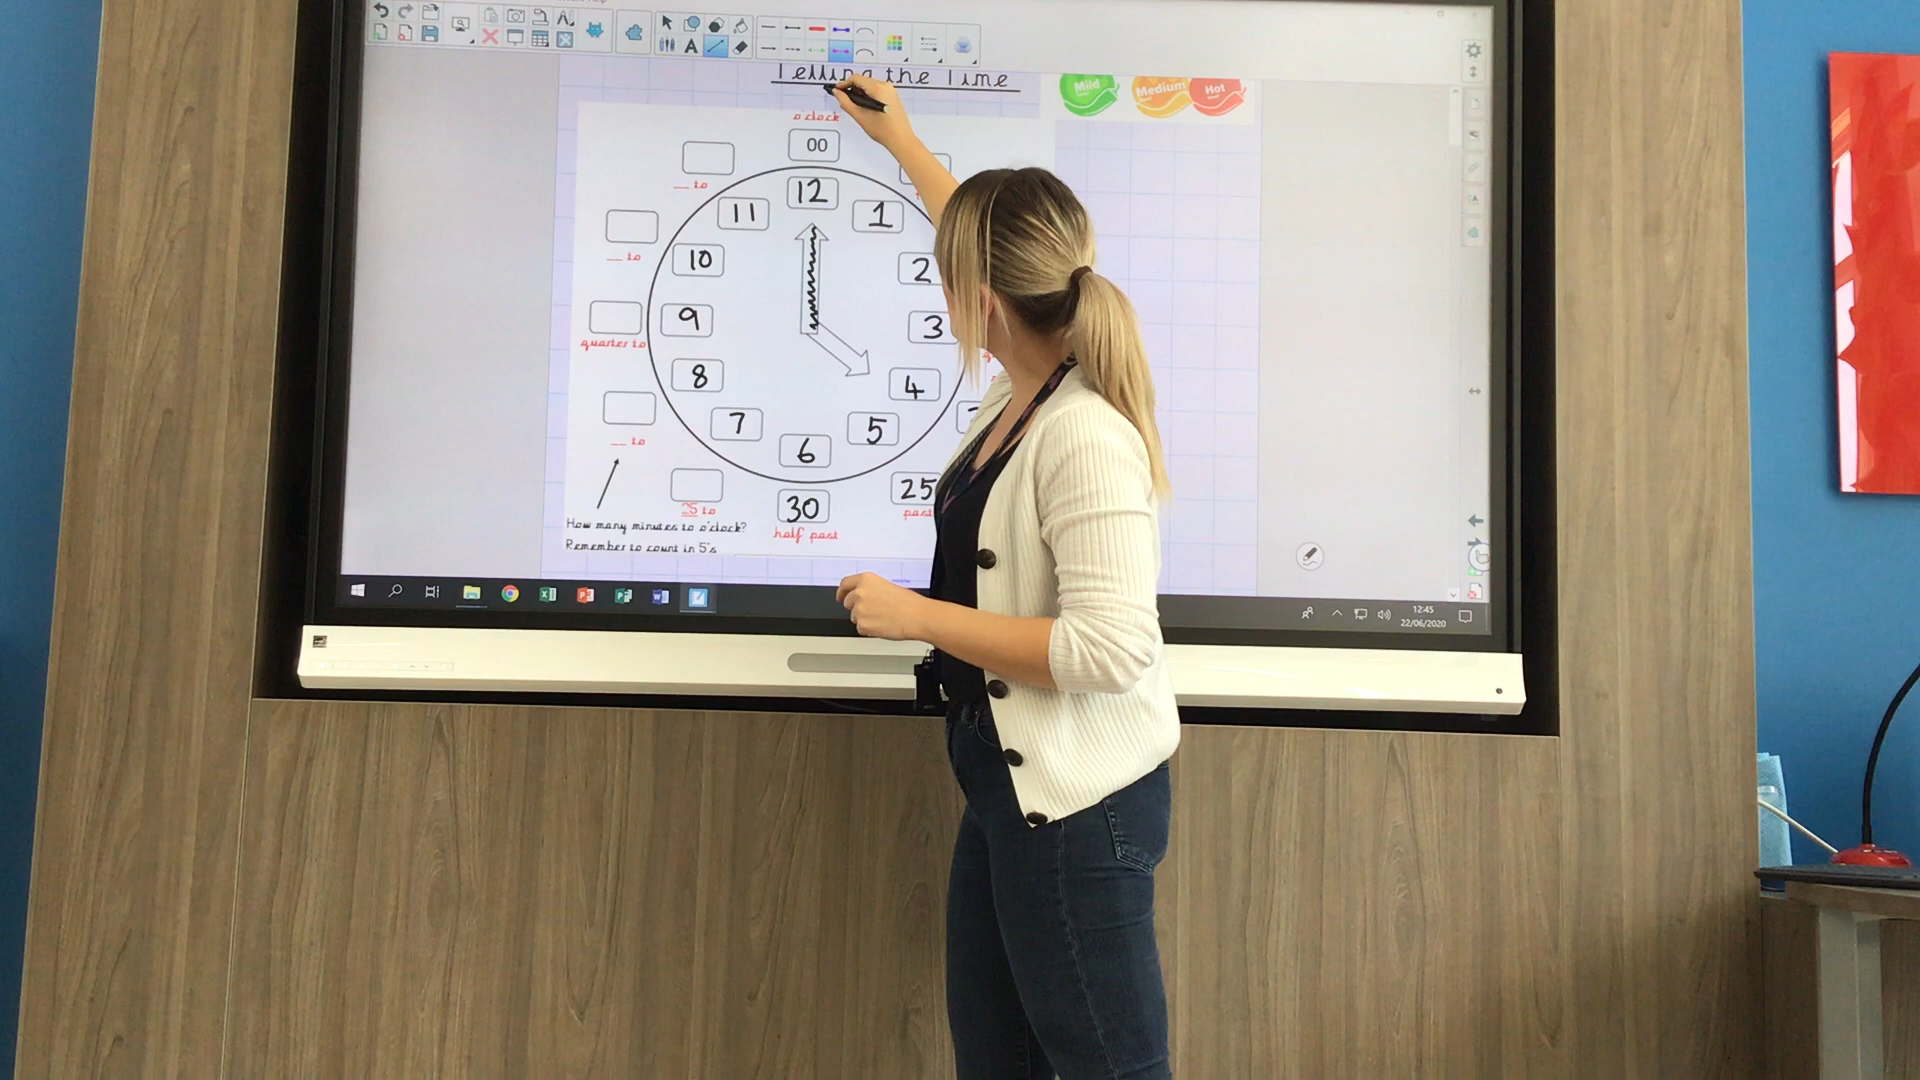 Telling the Time
Mild
Medium
Hot
o'clock
00
__ to
12
11
1
__ to
10
2
9
3
quarter to
8
4
7
5
6
__ to
25 to
30
25
half past
past
How many minutes to o'clock?
Remember to count in 5's
12:45
22/06/2020